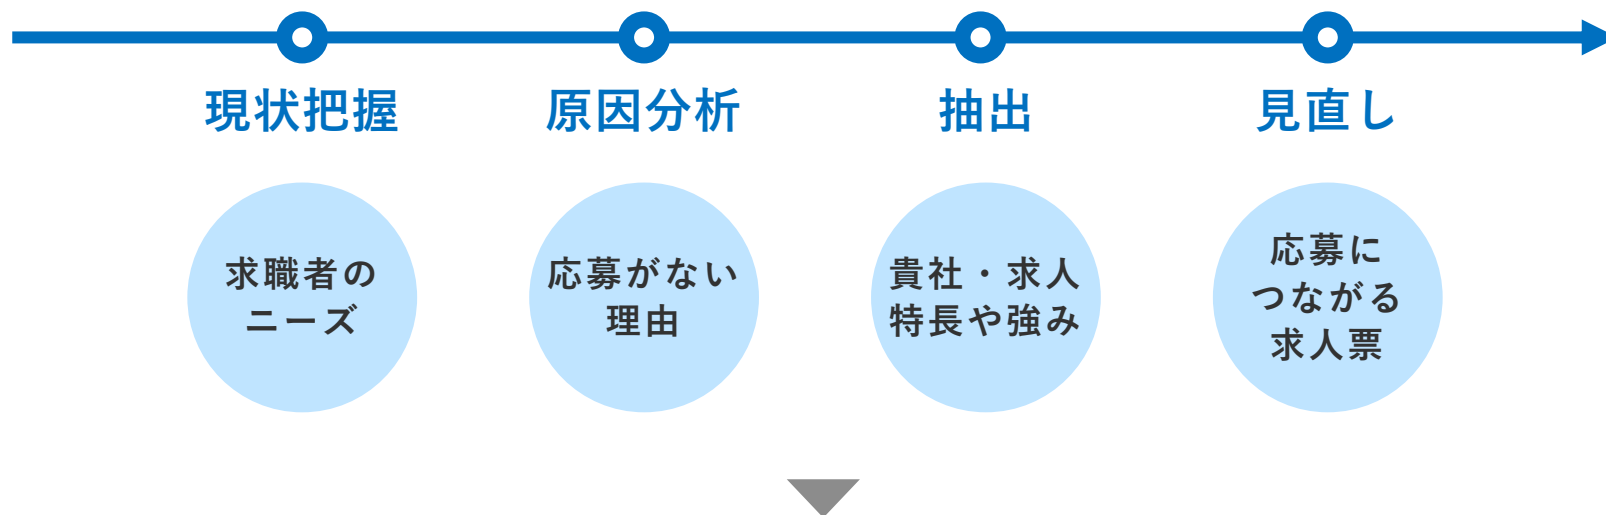 現状把握
原因分析
抽出
見直し
求職者の
ニーズ
応募がない
理由
貴社・求人
特長や強み
応募に
つながる
求人票